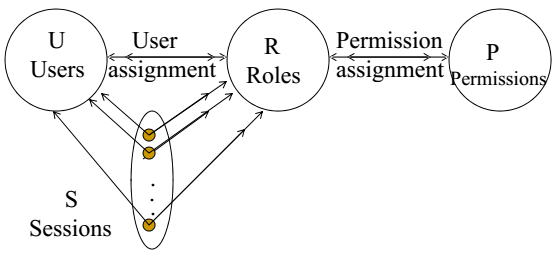 U
Users
User
assignment
R
Roles
Permission
assignment
P
Permissions
S
Sessions